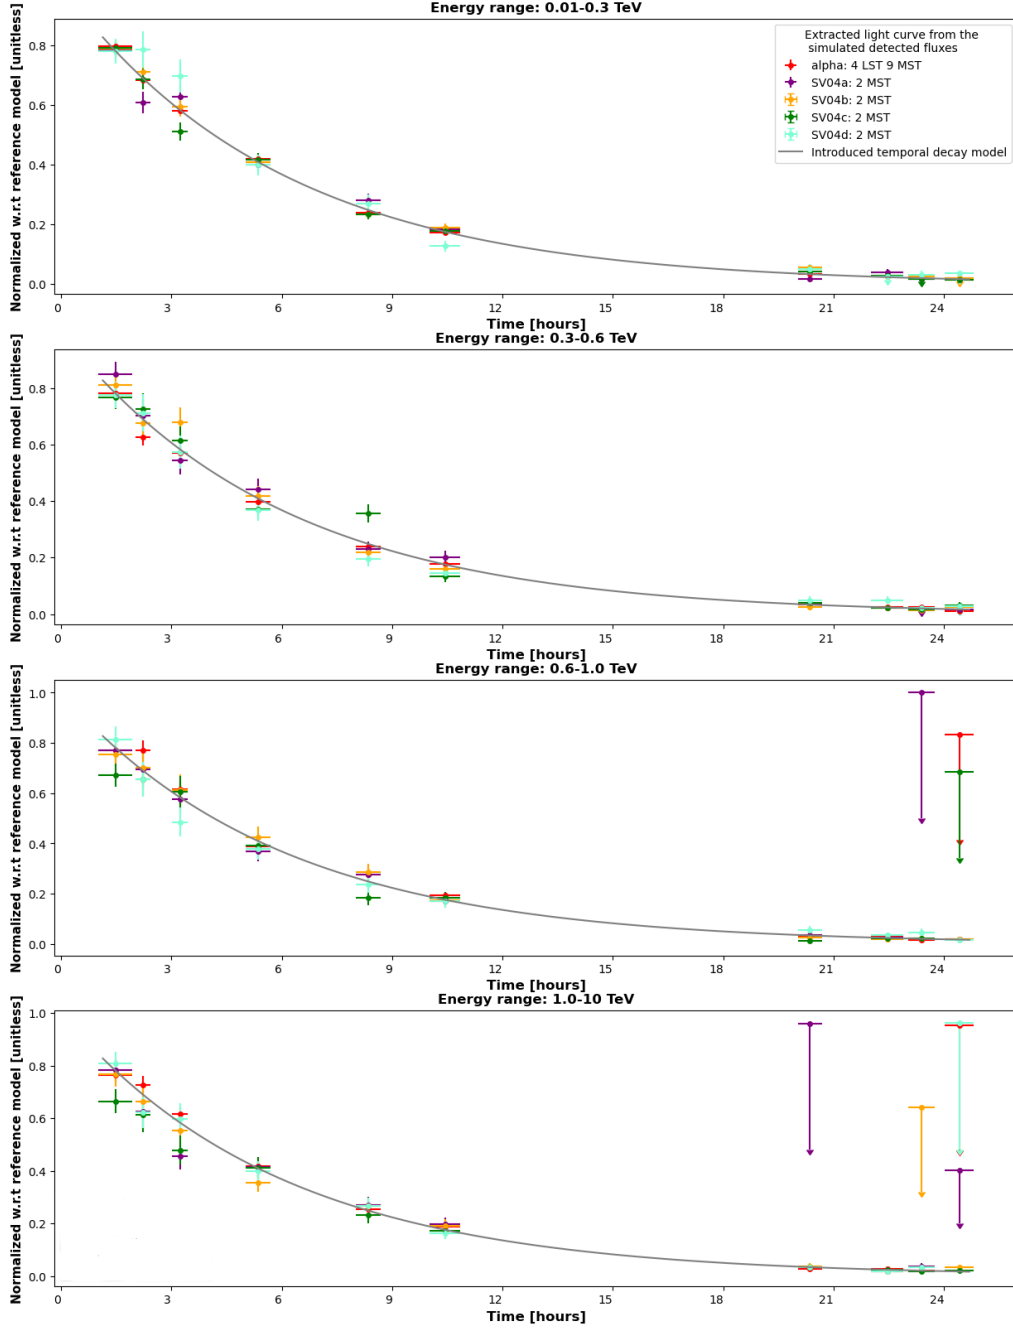 Energy range: 0.01-0.3 TeV
Normalized w.r.t reference model [unitless]
0.8
0.6
0.4
0.2
0.0
Extracted light curve from the
simulated detected fluxes
alpha: 4 LST 9 MST
SV04a: 2 MST
SV04b: 2 MST
SV04c: 2 MST
SV04d: 2 MST
Introduced temporal decay model
0 3 6 9 12 15 18 21 24
Time [hours]
Energy range: 0.3-0.6 TeV
Normalized w.r.t reference model [unitless]
0.8
0.6
0.4
0.2
0.0
0 3 6 9 12 15 18 21 24
Time [hours]
Energy range: 0.6-1.0 TeV
Normalized w.r.t reference model [unitless]
1.0
0.8
0.6
0.4
0.2
0.0
0 3 6 9 12 15 18 21 24
Time [hours]
Energy range: 1.0-10 TeV
Normalized w.r.t reference model [unitless]
1.0
0.8
0.6
0.4
0.2
0.0
0 3 6 9 12 15 18 21 24
Time [hours]